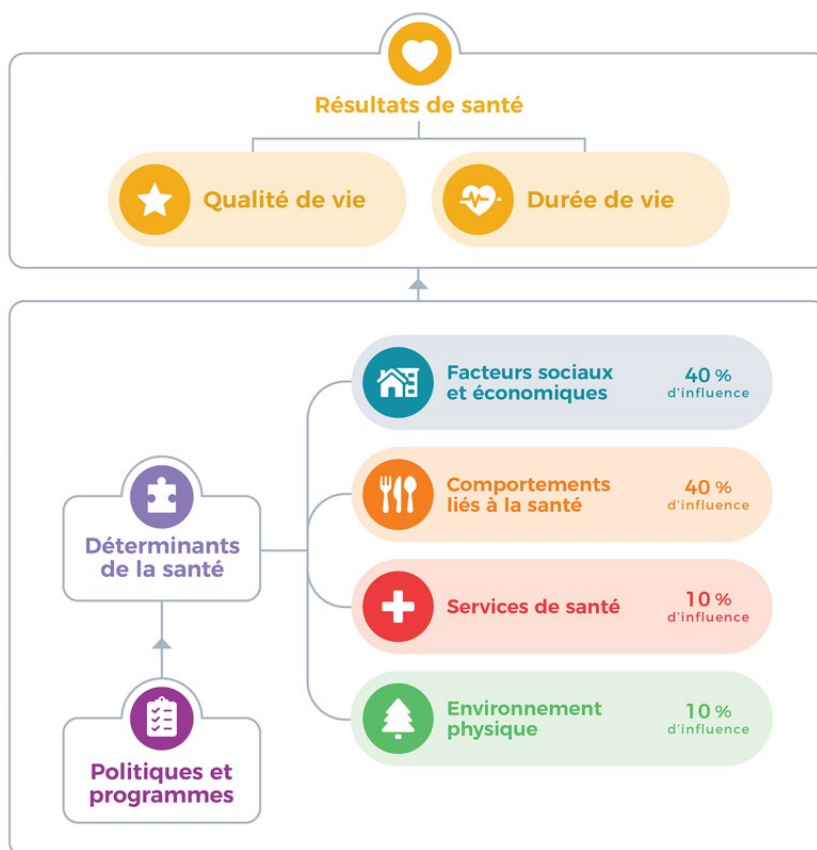 Résultats de santé
Qualité de vie
Durée de vie
Facteurs sociaux
et économiques
40 %
d'influence
Comportements
liés à la santé
40 %
d'influence
Déterminants
de la santé
Services de santé
10 %
d'influence
Environnement
physique
10 %
d'influence
Politiques et
programmes